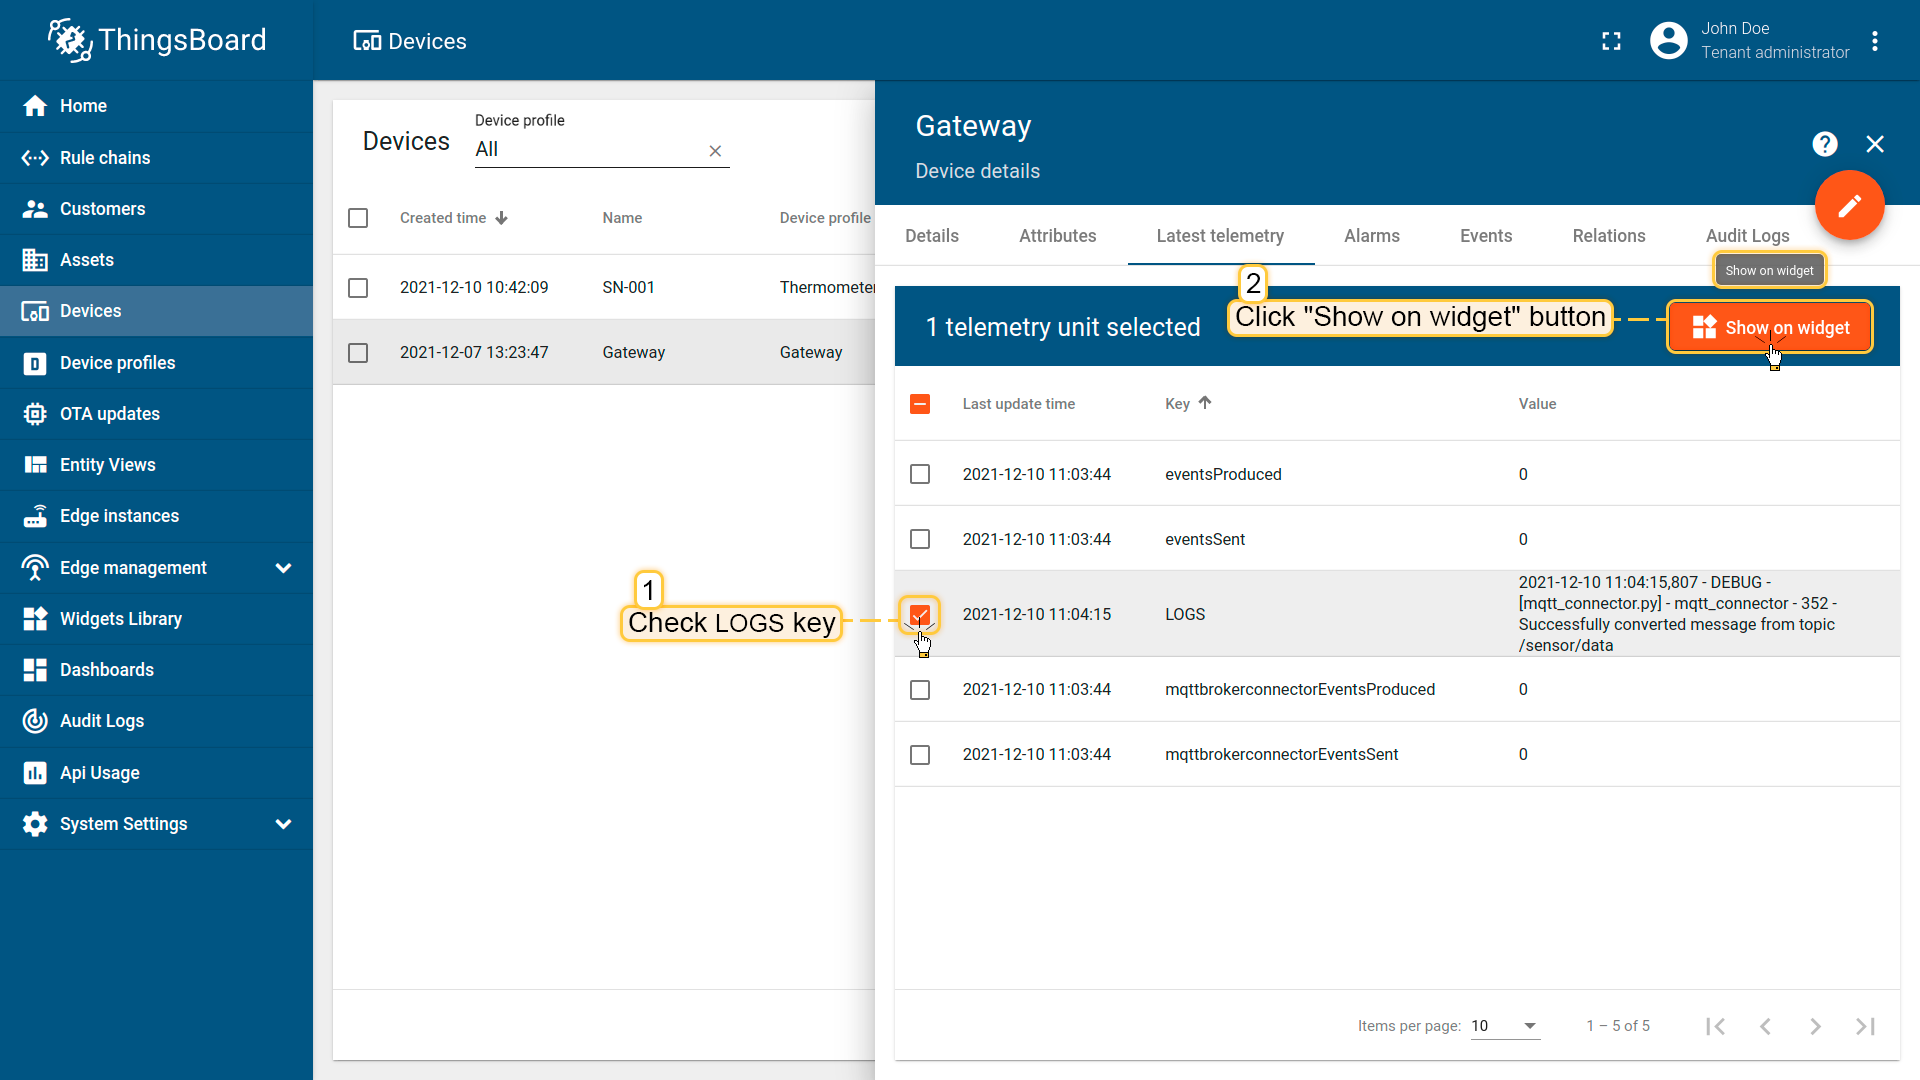 ThingsBoard
Devices
John Doe
Tenant administrator
Home
Rule chains
Customers
Assets
Devices
Device profiles
OTA updates
Entity Views
Edge instances
Edge management
Widgets Library
Dashboards
Audit Logs
Api Usage
System Settings
Devices
Device profile
All
Created time
Name
Device profile
2021-12-10 10:42:09
SN-001
Thermometer
2021-12-07 13:23:47
Gateway
Gateway
Gateway
Device details
Details
Attributes
Latest telemetry
Alarms
Events
Relations
Audit Logs
Show on widget
1 telemetry unit selected
2
Click "Show on widget" button
Show on widget
Last update time
Key
Value
2021-12-10 11:03:44
eventsProduced
0
2021-12-10 11:03:44
eventsSent
0
1
Check LOGS key
2021-12-10 11:04:15
LOGS
2021-12-10 11:04:15,807 - DEBUG -
[mqtt_connector.py] - mqtt_connector - 352 -
Successfully converted message from topic
/sensor/data
2021-12-10 11:03:44
mqttbrokerconnectorEventsProduced
0
2021-12-10 11:03:44
mqttbrokerconnectorEventsSent
0
Items per page:
10
1 – 5 of 5